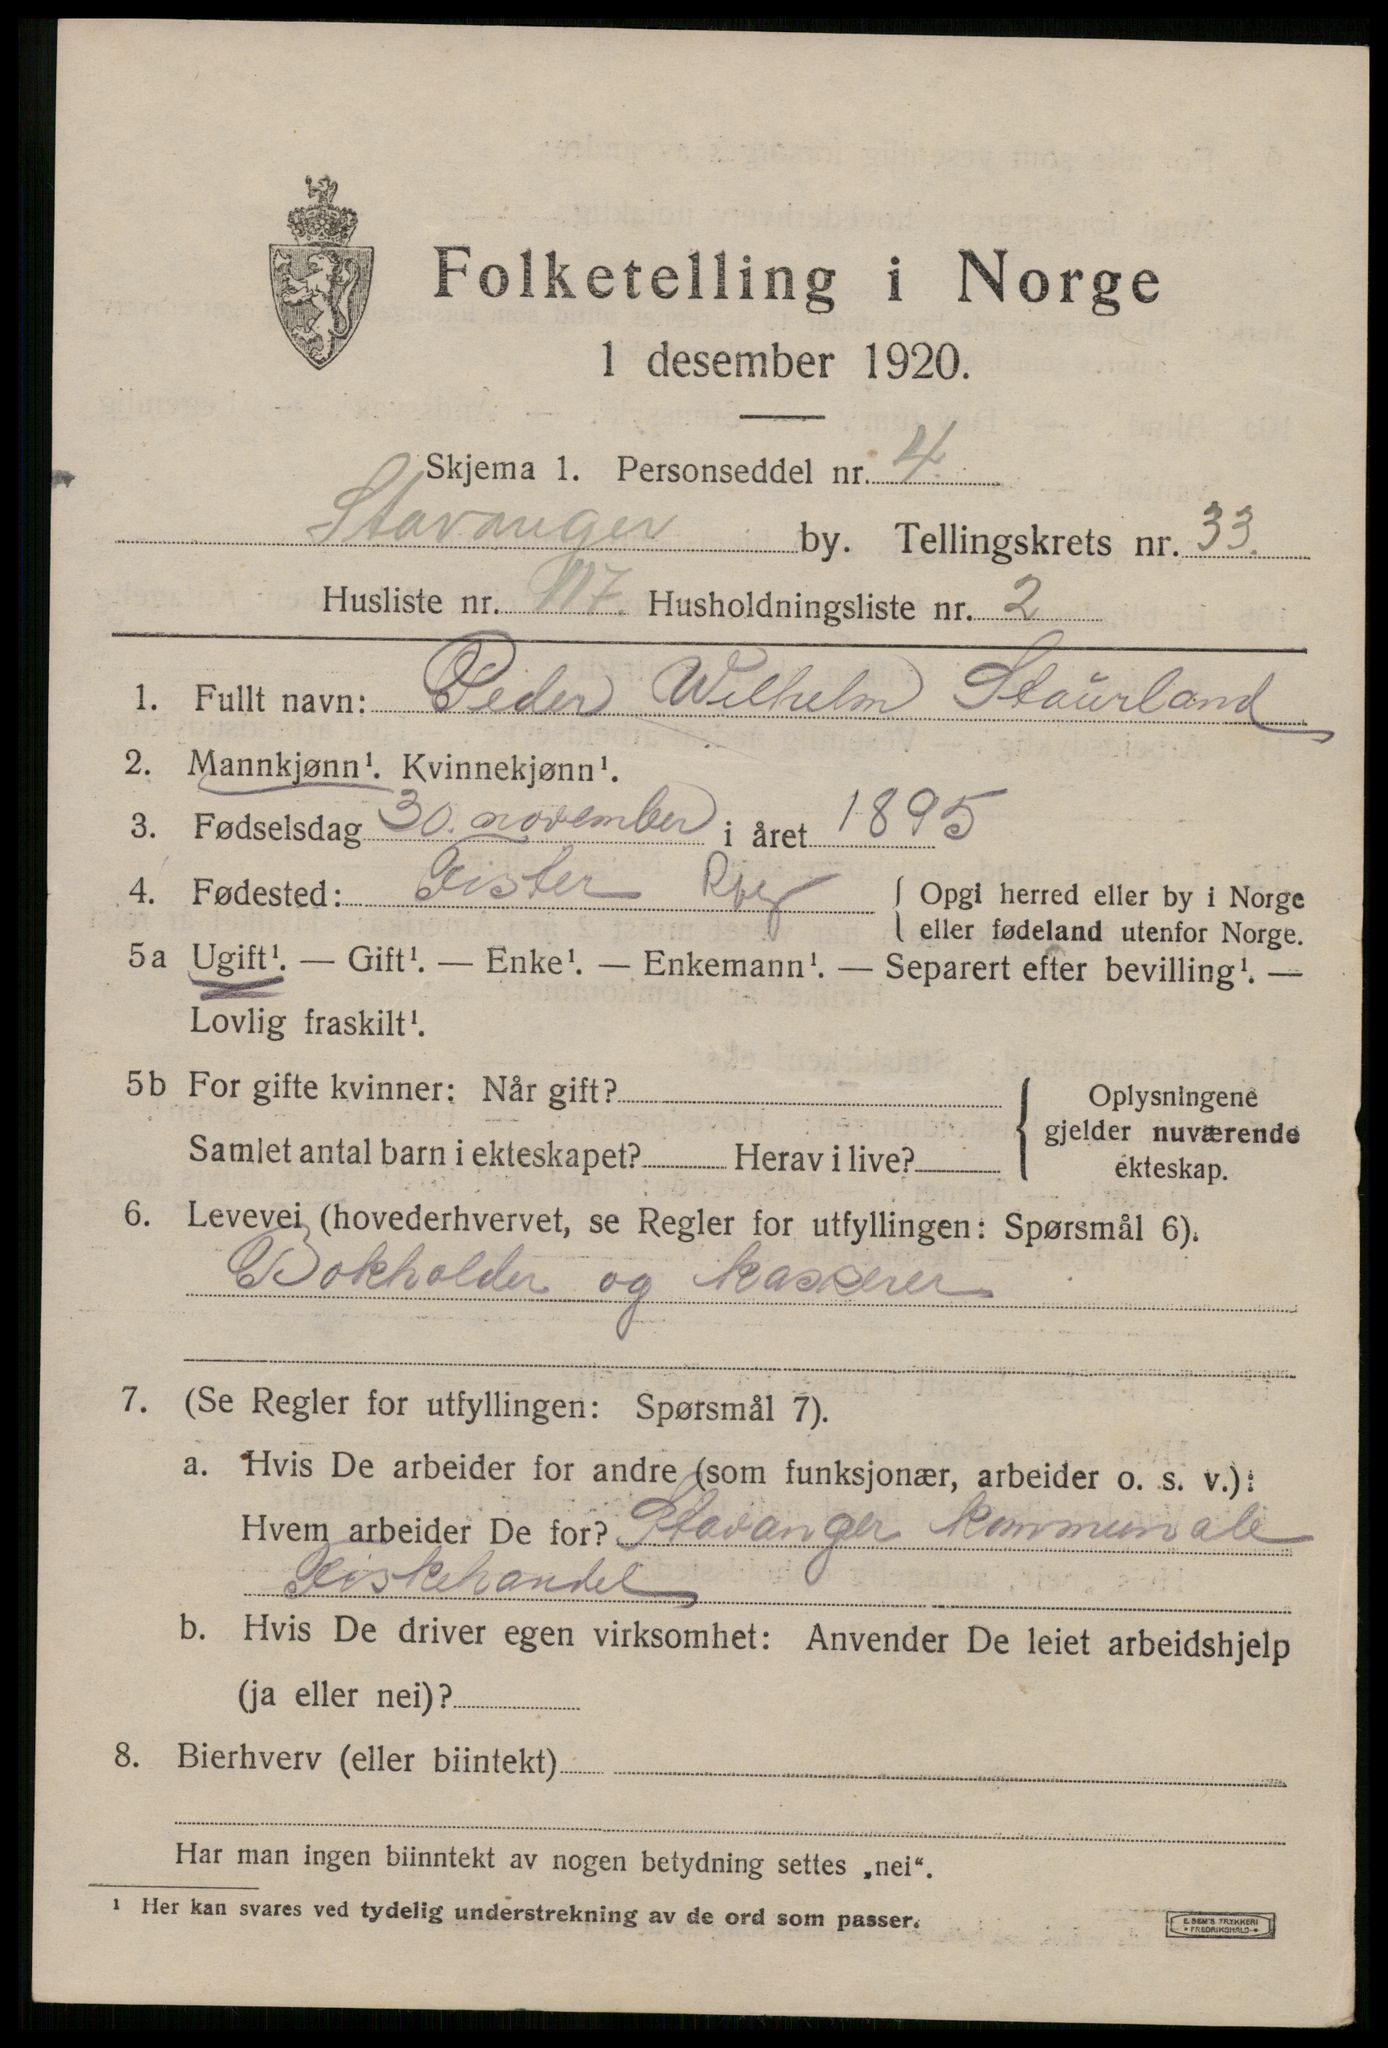 Folketelling i Norge
1 desember 1920.
Skjema 1. Personseddel nr. 4
Stavanger by. Tellingskrets nr. 33.
Husliste nr. 117. Husholdningsliste nr. 2
1. Fullt navn: Peder Wilhelm Staurland
2. Mannkjønn¹. Kvinnekjønn¹.
3. Fødselsdag 30. november i året 1895
4. Fødested: Fister Opgi herred eller by i Norge
eller fødeland utenfor Norge.
5a Ugift¹. — Gift¹. — Enke¹. — Enkemann¹. — Separert efter bevilling¹. —
Lovlig fraskilt¹.
5b For gifte kvinner: Når gift?
Samlet antal barn i ekteskapet? Herav i live?
Oplysningene
gjelder nuværende
ekteskap.
6. Levevei (hovederhvervet, se Regler for utfyllingen: Spørsmål 6).
Bokholder og kasserer
7. (Se Regler for utfyllingen: Spørsmål 7).
a. Hvis De arbeider for andre (som funksjonær, arbeider o. s. v.):
Hvem arbeider De for? Stavanger kommunale
Fiskehandel
b. Hvis De driver egen virksomhet: Anvender De leiet arbeidshjelp
(ja eller nei)?
8. Bierhverv (eller biintekt)
Har man ingen biinntekt av nogen betydning settes „nei“.
¹ Her kan svares ved tydelig understrekning av de ord som passer.
E. SEM'S TRYKKERI
FREDRIKSHALD